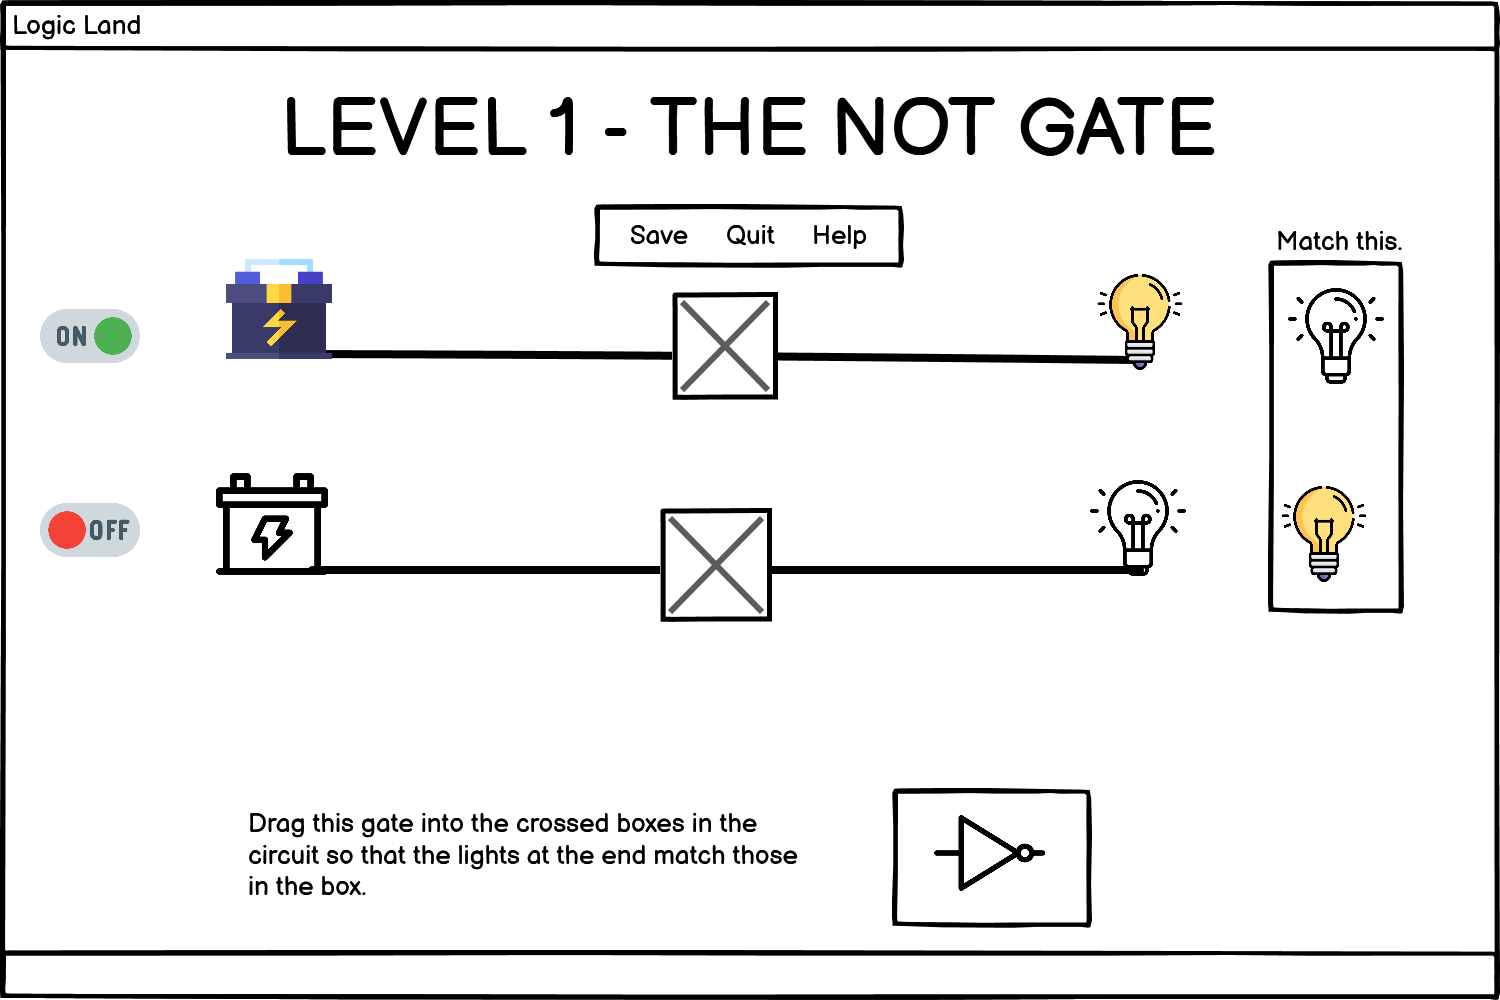 Logic Land
LEVEL 1 - THE NOT GATE
Save Quit Help
Match this.
ON
OFF
Drag this gate into the crossed boxes in the
circuit so that the lights at the end match those
in the box.